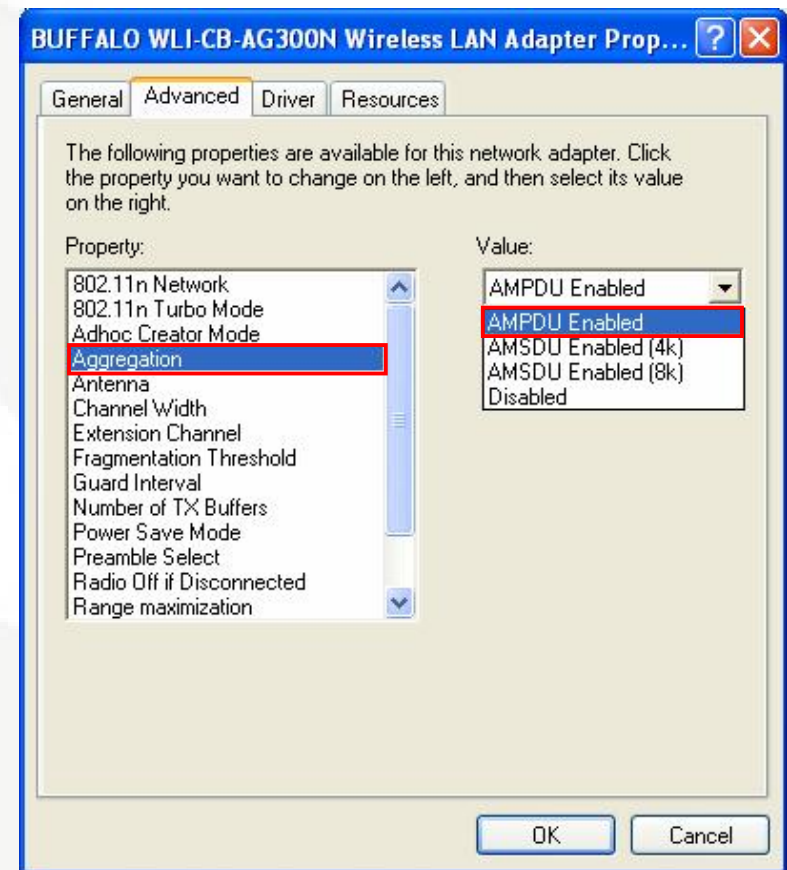 BUFFALO WLI-CB-AG300N Wireless LAN Adapter Prop...
General Advanced Driver Resources
The following properties are available for this network adapter. Click
the property you want to change on the left, and then select its value
on the right.
Property:
802.11n Network
802.11n Turbo Mode
Adhoc Creator Mode
Aggregation
Antenna
Channel Width
Extension Channel
Fragmentation Threshold
Guard Interval
Number of TX Buffers
Power Save Mode
Preamble Select
Radio Off if Disconnected
Range maximization
Value:
AMPDU Enabled
AMPDU Enabled
AMSDU Enabled (4k)
AMSDU Enabled (8k)
Disabled
OK Cancel